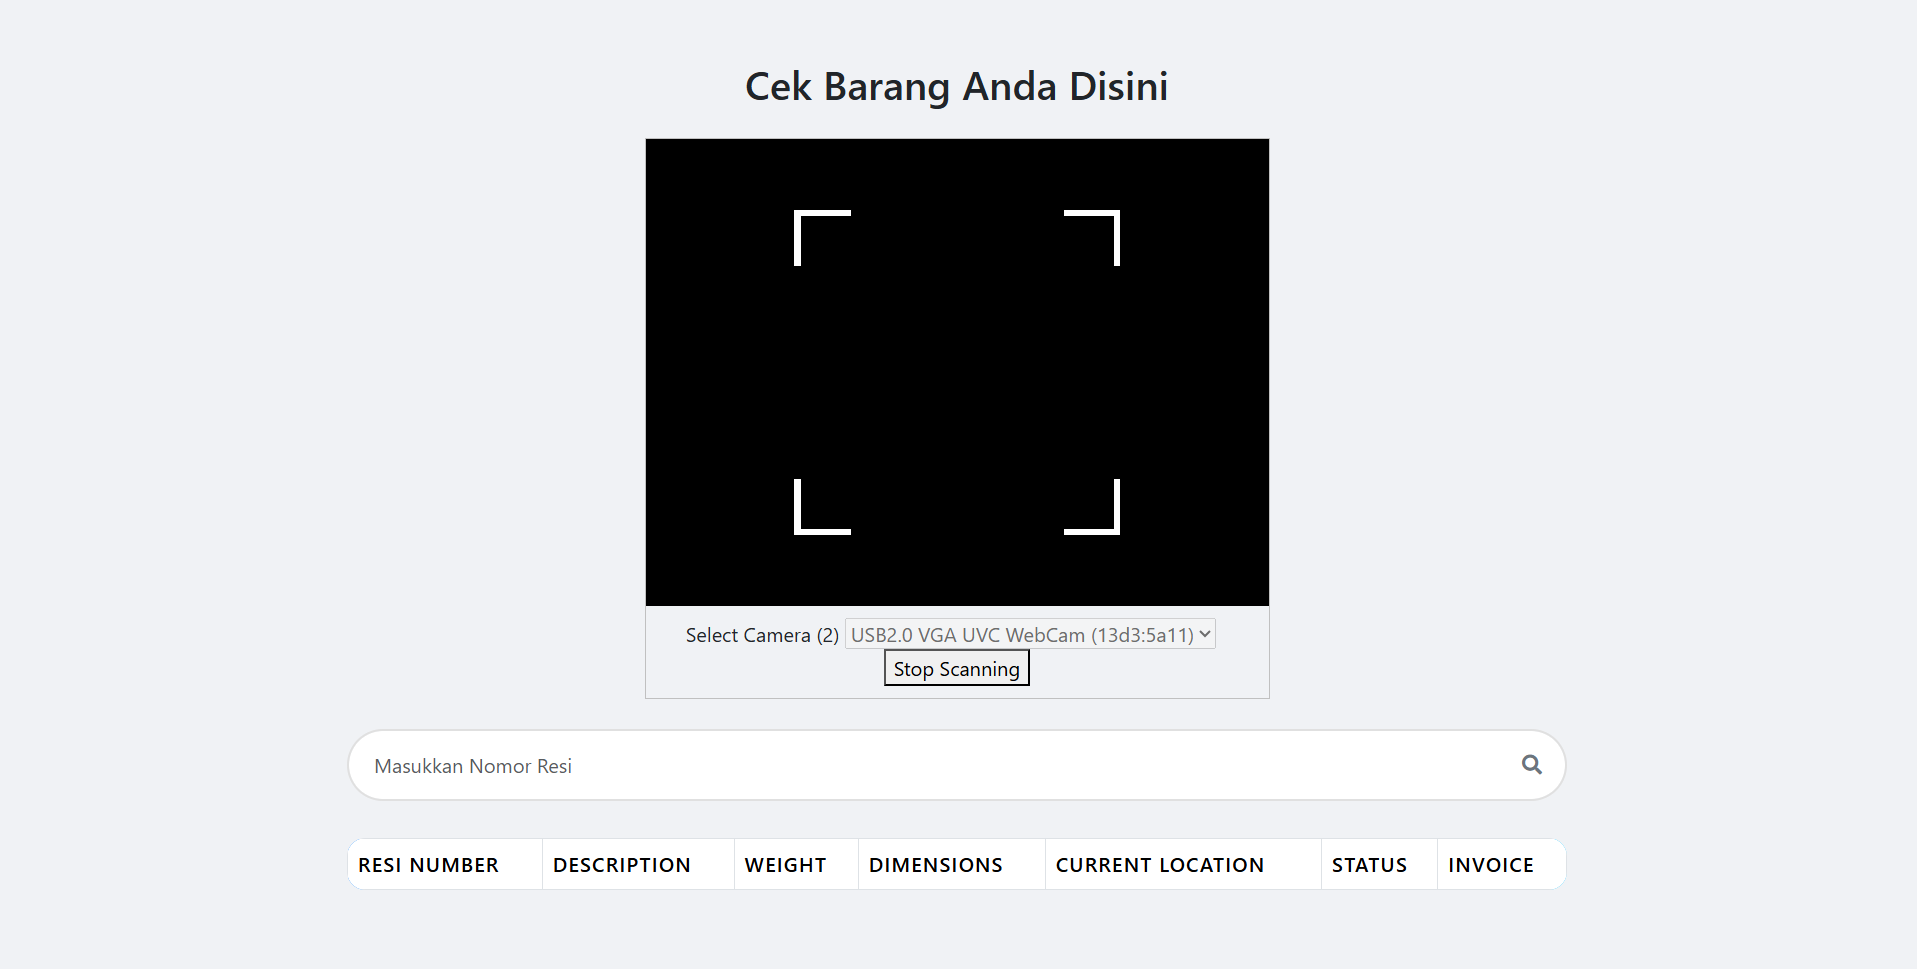 Cek Barang Anda Disini
Select Camera (2) USB2.0 VGA UVC WebCam (13d3:5a11)
Stop Scanning
Masukkan Nomor Resi
RESI NUMBER DESCRIPTION WEIGHT DIMENSIONS CURRENT LOCATION STATUS INVOICE